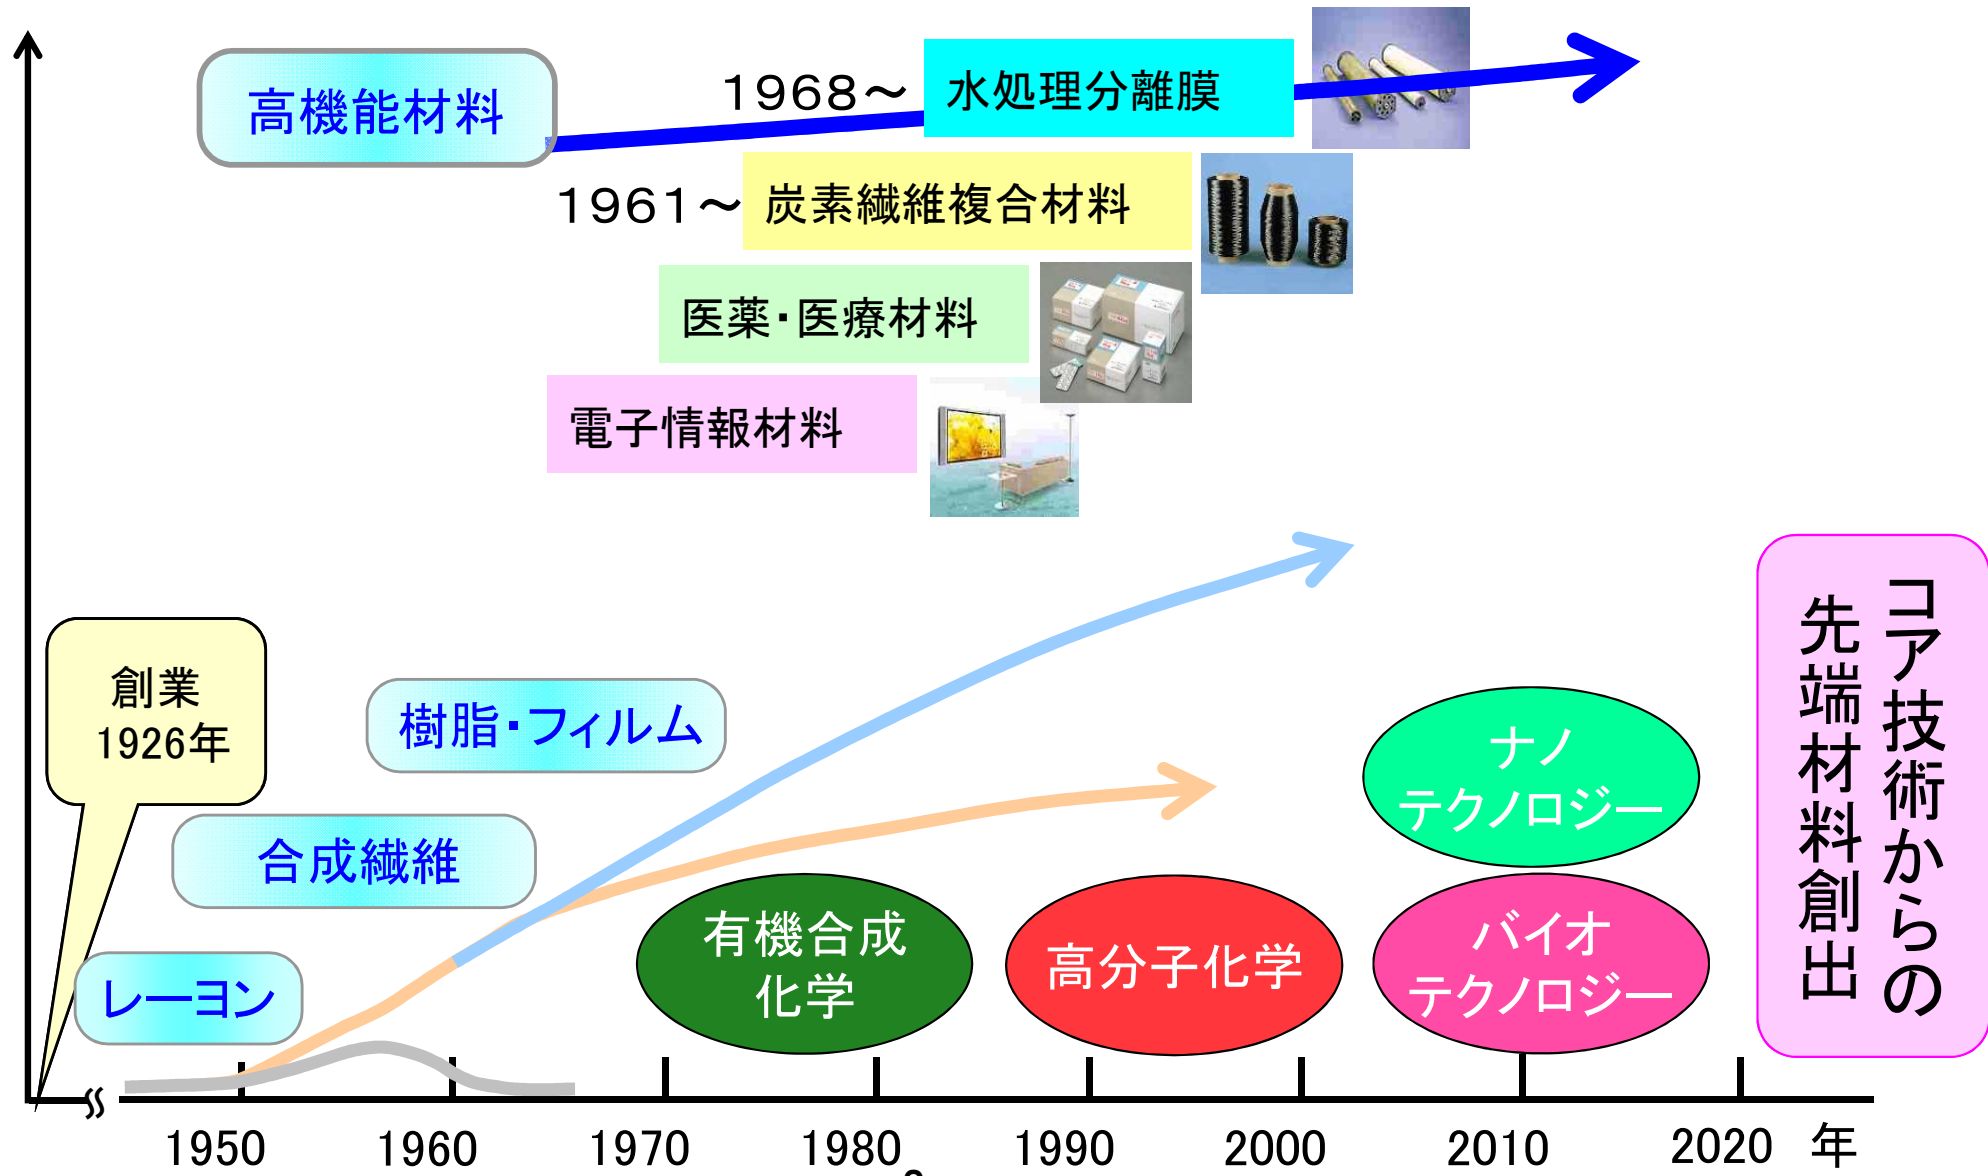 高機能材料
1968～ 水処理分離膜
1961～ 炭素繊維複合材料
医薬・医療材料
電子情報材料
創業
1926年
樹脂・フィルム
合成繊維
レーヨン
ナノ
テクノロジー
有機合成
化学
高分子化学
バイオ
テクノロジー
コア技術からの
先端材料創出
1950 1960 1970 1980 1990 2000 2010 2020 年